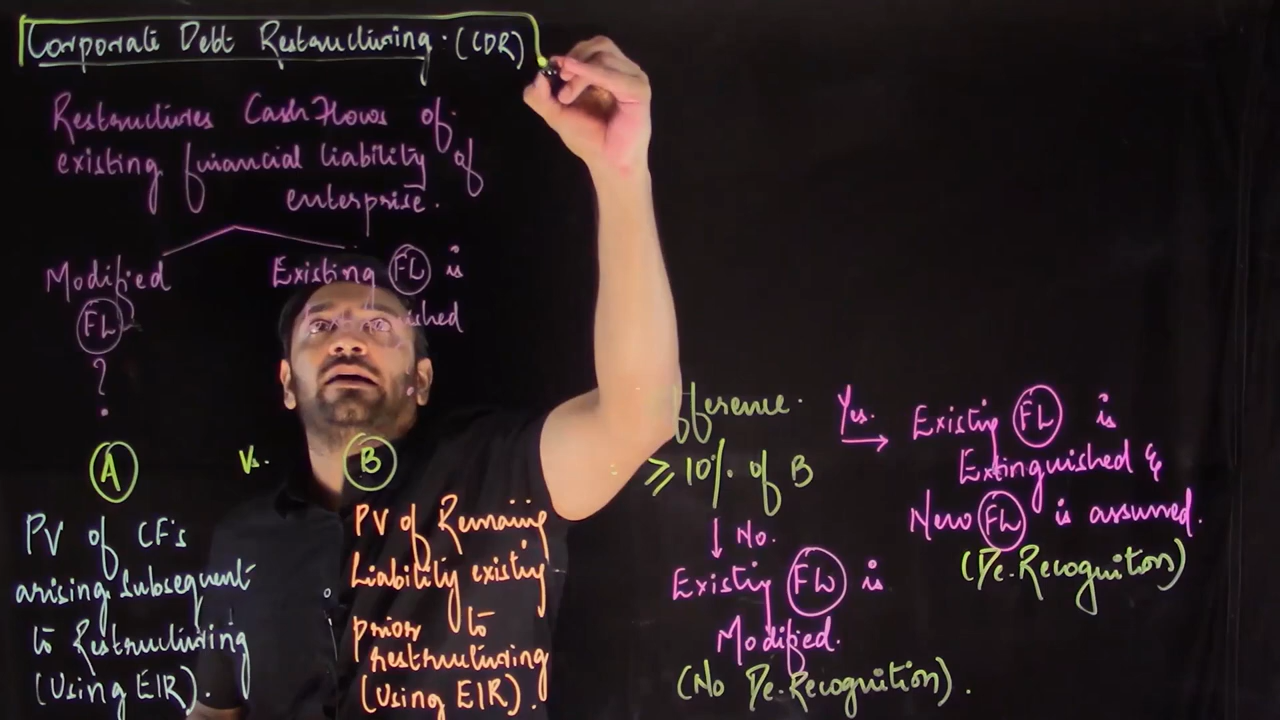 Corporate Debt Restructuring. (CDR)
Restructures Cash Flows of
existing financial liability of
enterprise.
Modified
FL
?
Existing FL is
A
Vs.
B
PV of CFs
arising Subsequent
to Restructuring
(Using EIR).
PV of Remaing
Liability existing
prior to
restructuring
(Using EIR).
≥ 10% of B
Yes.
Existing FL is
Extinguished &
New FL is assumed.
(De-Recognition)
No.
Existing FL is
Modified.
(No De-Recognition).